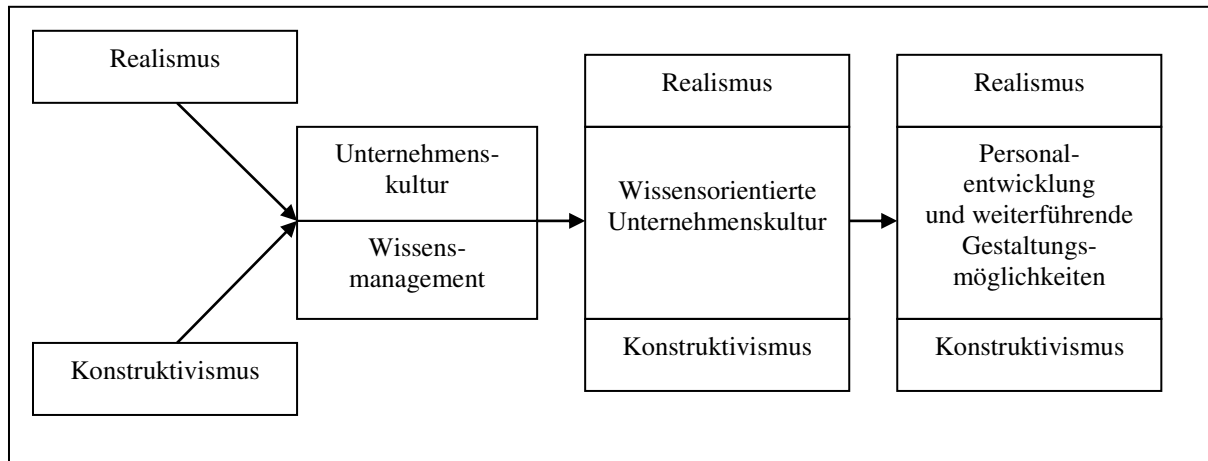 Realismus
Konstruktivismus
Unternehmens-
kultur
Wissens-
management
Realismus
Wissensorientierte
Unternehmenskultur
Konstruktivismus
Realismus
Personal-
entwicklung
und weiterführende
Gestaltungs-
möglichkeiten
Konstruktivismus